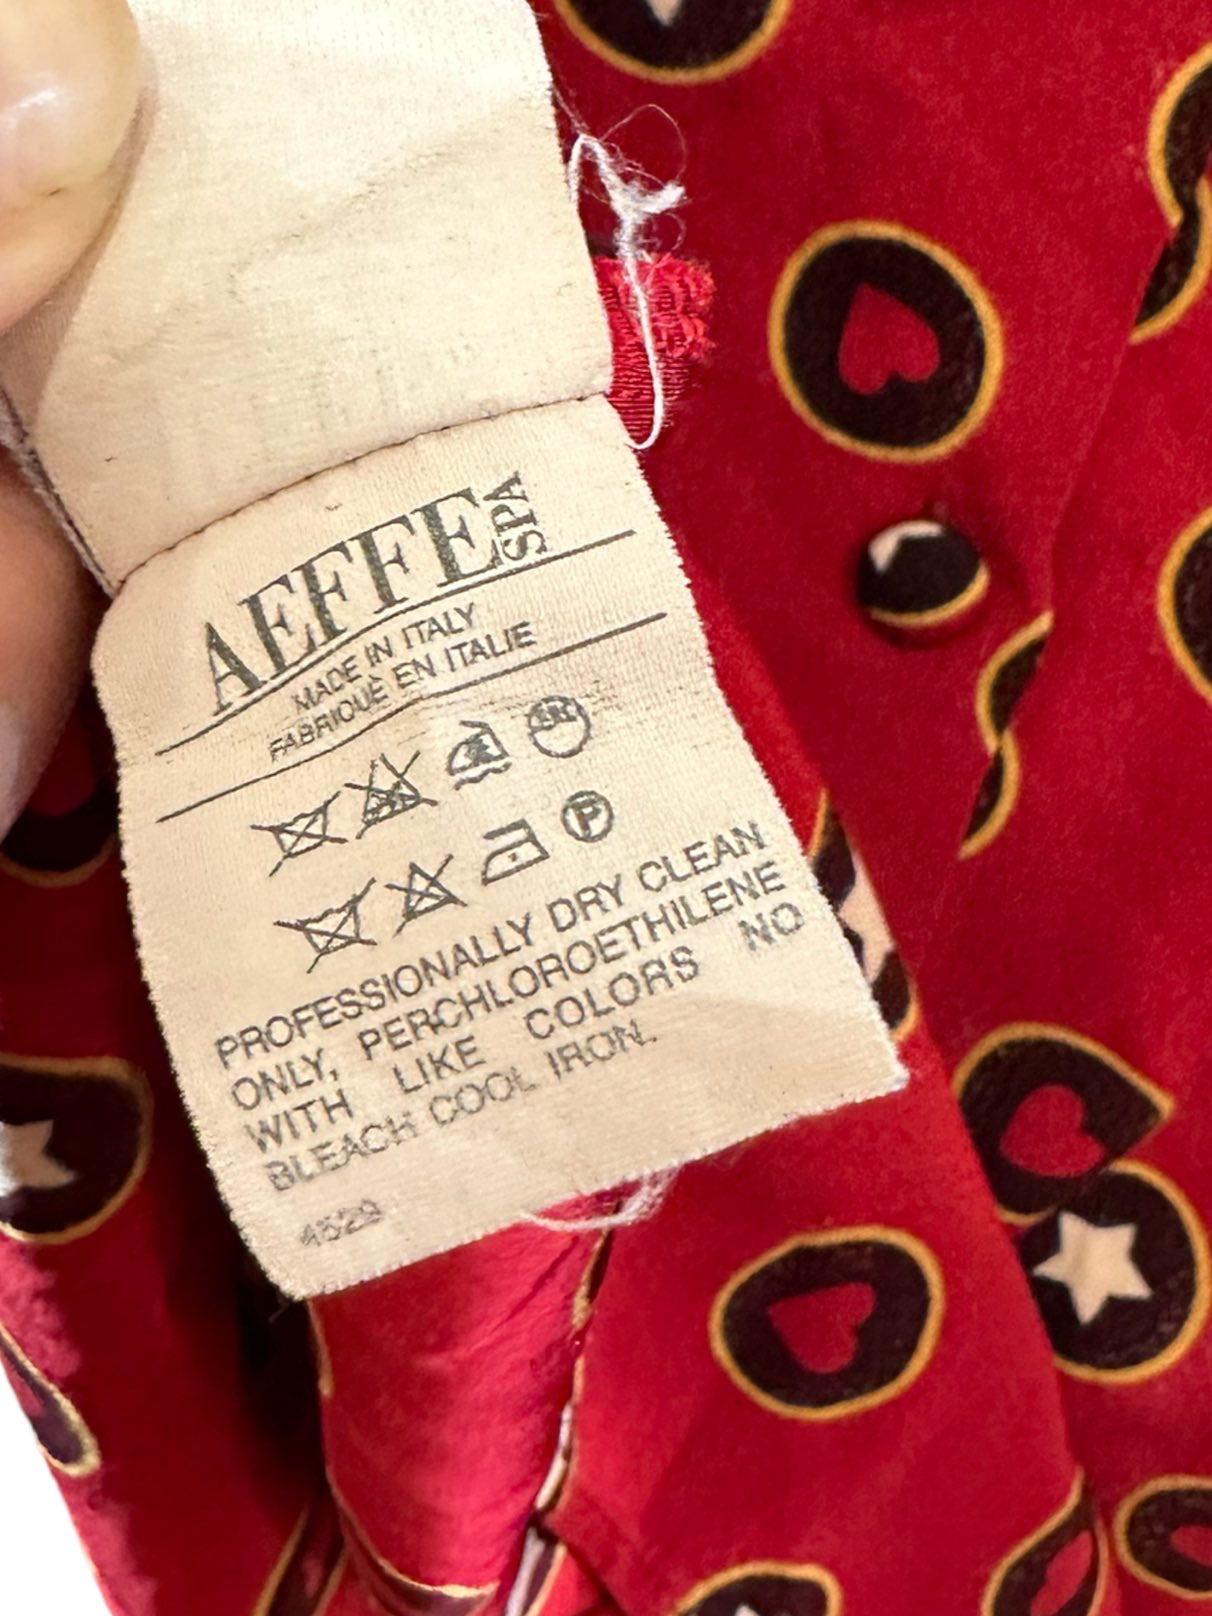 AEFFE SPA
MADE IN ITALY
FABRIQUÈ EN ITALIE
P
PROFESSIONALLY DRY CLEAN
ONLY, PERCHLOROETHILENE
WITH LIKE COLORS NO
BLEACH COOL IRON.
4529